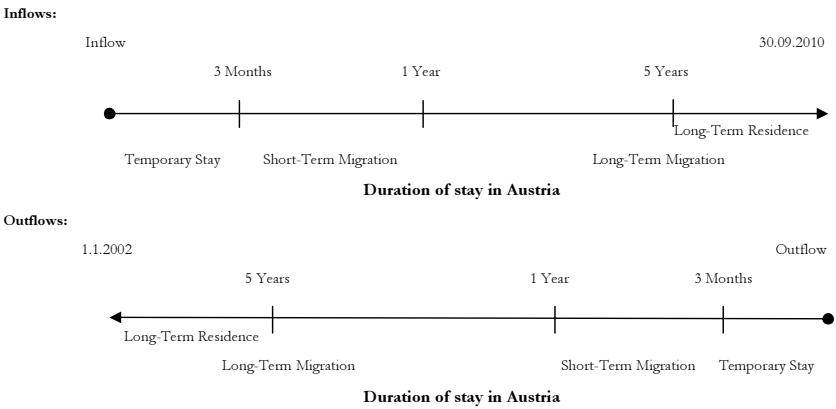 Inflows:
Inflow 30.09.2010
3 Months 1 Year 5 Years
Long-Term Residence
Temporary Stay Short-Term Migration Long-Term Migration
Duration of stay in Austria
Outflows:
1.1.2002 Outflow
5 Years 1 Year 3 Months
Long-Term Residence
Long-Term Migration Short-Term Migration Temporary Stay
Duration of stay in Austria